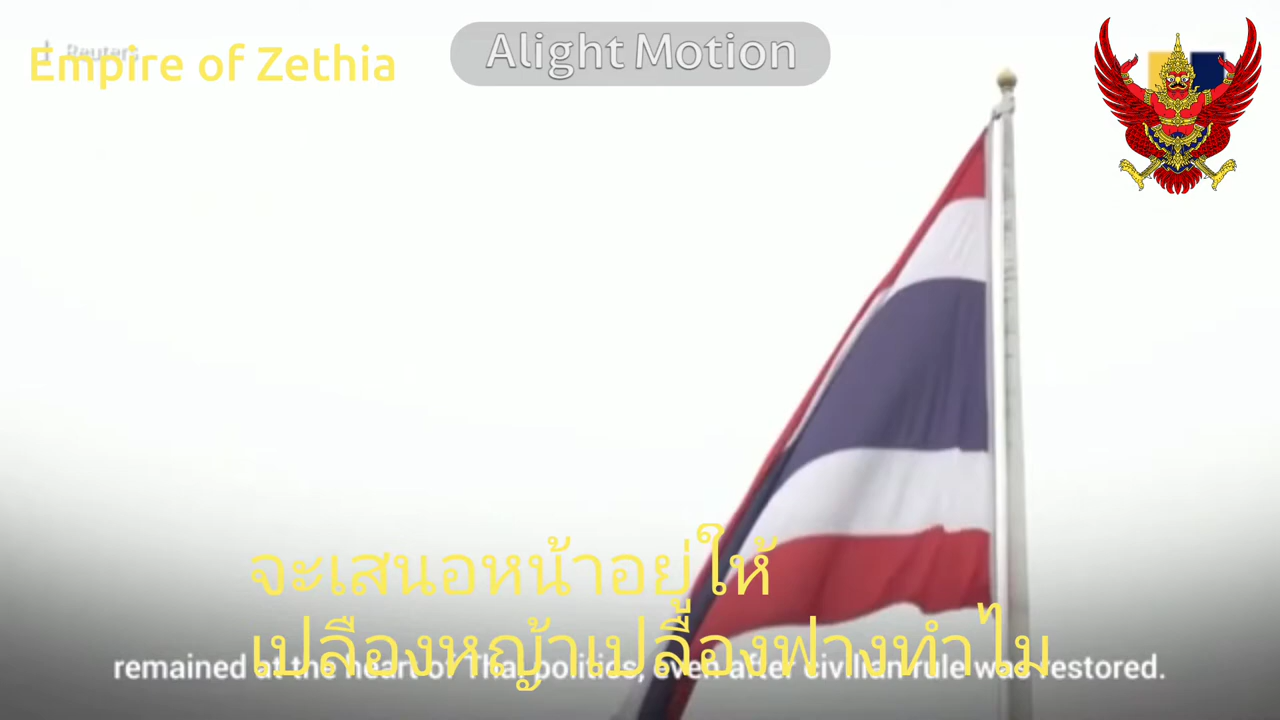 Reuters
Empire of Zethia
Alight Motion
จะเสนอหน้าอยู่ให้
เปลืองหญ้าเปลืองฟางทำไม
remained at the heart of Thai politics, even after civilian rule was restored.